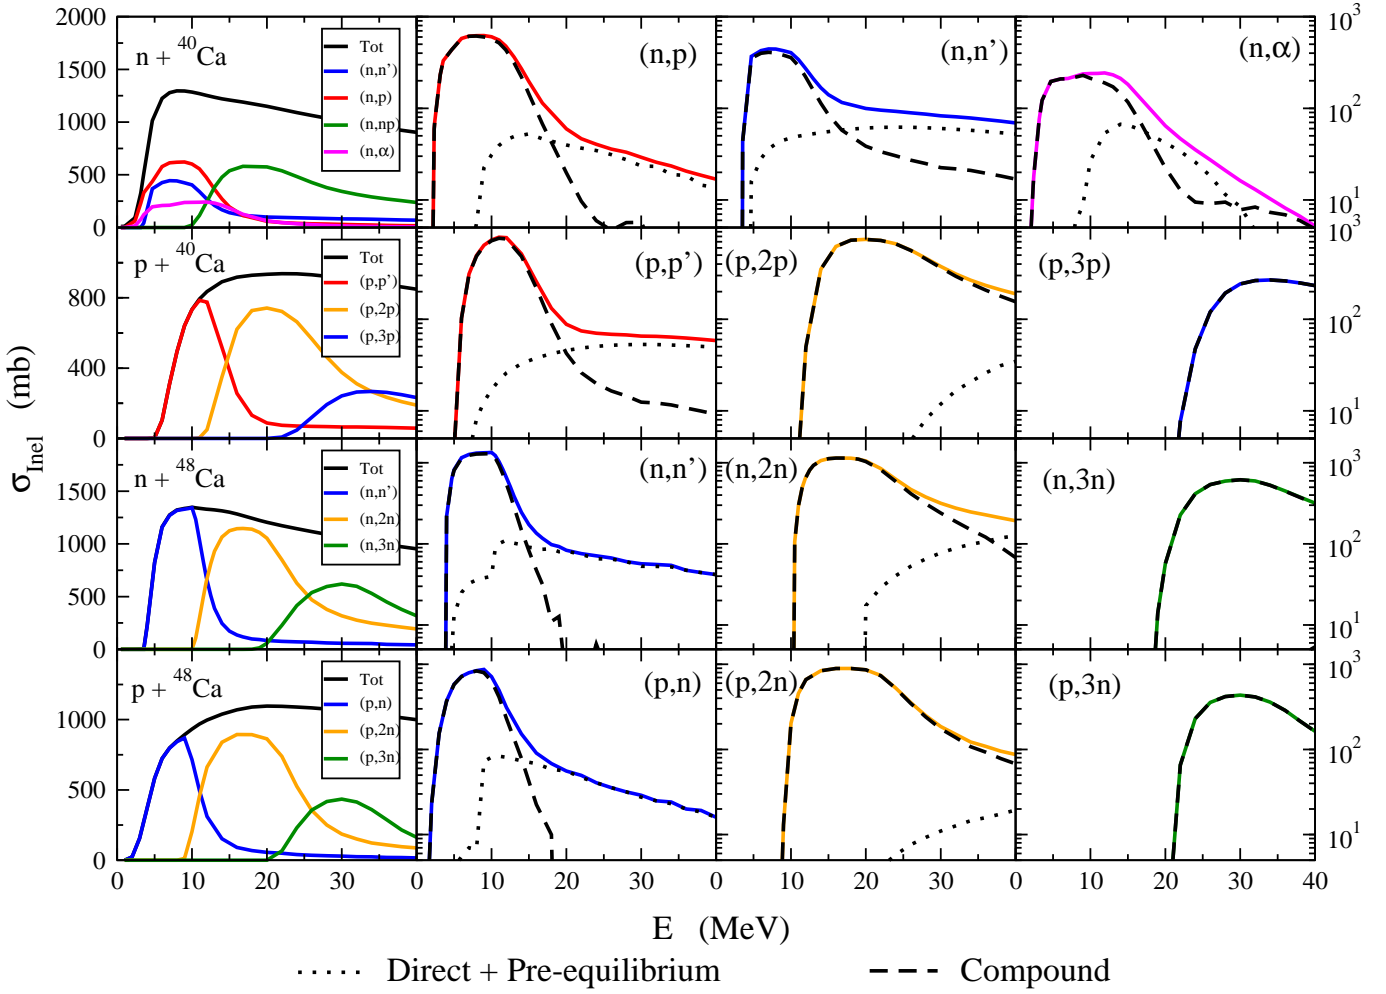 2000
1500
1000
500
0
n + ⁴⁰Ca
Tot
(n,n')
(n,p)
(n,np)
(n,α)
(n,p)
(n,n')
(n,α)
10³
10²
10¹
800
400
0
p + ⁴⁰Ca
Tot
(p,p')
(p,2p)
(p,3p)
(p,p')
(p,2p)
(p,3p)
10³
10²
10¹
σ_Inel (mb)
1500
1000
500
0
n + ⁴⁸Ca
Tot
(n,n')
(n,2n)
(n,3n)
(n,n')
(n,2n)
(n,3n)
10³
10²
10¹
1000
500
0
p + ⁴⁸Ca
Tot
(p,n)
(p,2n)
(p,3n)
(p,n)
(p,2n)
(p,3n)
10³
10²
10¹
0 10 20 30 0 10 20 30 0 10 20 30 0 10 20 30 40
E (MeV)
Direct + Pre-equilibrium Compound